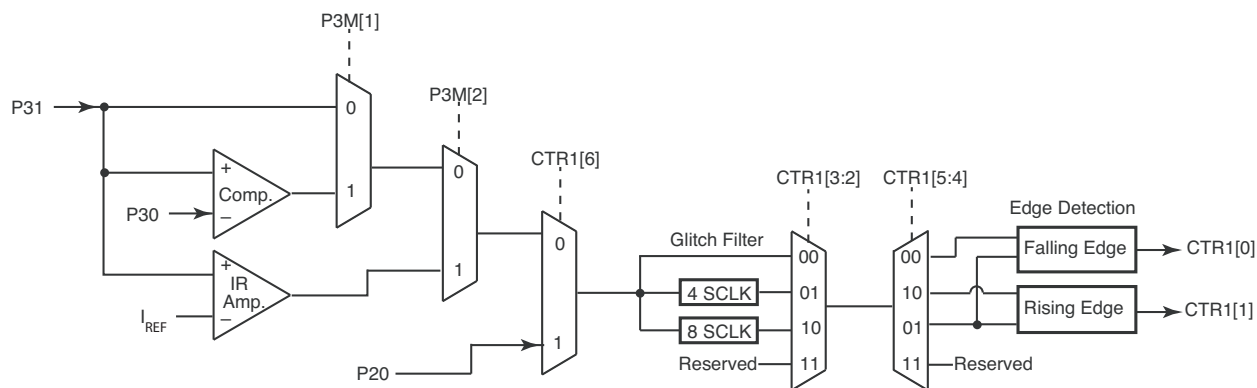 P3M[1]
P31
0
1
P3M[2]
+
Comp.
−
P30
0
1
+
IR
Amp.
−
IREF
CTR1[6]
0
1
P20
Glitch Filter
4 SCLK
8 SCLK
Reserved
CTR1[3:2]
00
01
10
11
CTR1[5:4]
00
10
01
11
Reserved
Edge Detection
Falling Edge
CTR1[0]
Rising Edge
CTR1[1]